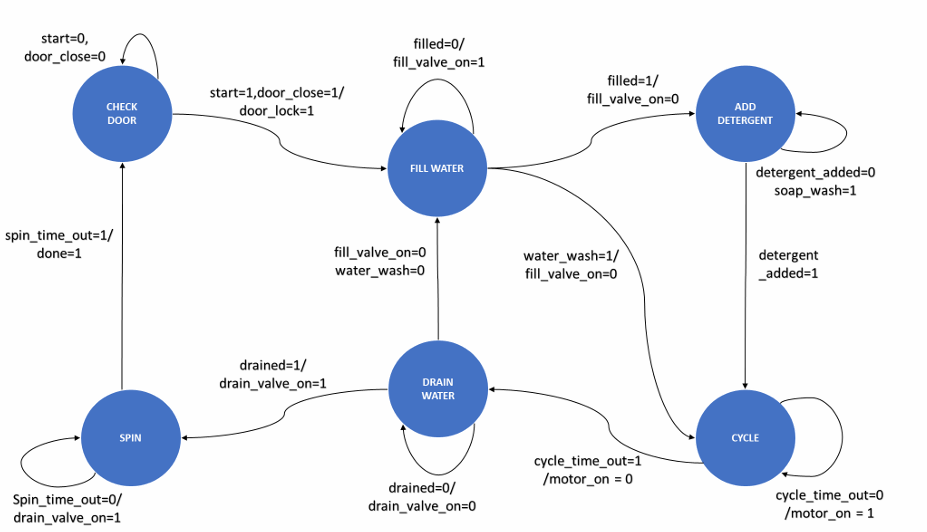 start=0,
door_close=0
filled=0/
fill_valve_on=1
start=1,door_close=1/
door_lock=1
filled=1/
fill_valve_on=0
CHECK
DOOR
ADD
DETERGENT
FILL WATER
detergent_added=0
soap_wash=1
spin_time_out=1/
done=1
fill_valve_on=0
water_wash=0
water_wash=1/
fill_valve_on=0
detergent
_added=1
drained=1/
drain_valve_on=1
DRAIN
WATER
SPIN
CYCLE
cycle_time_out=1
/motor_on = 0
Spin_time_out=0/
drain_valve_on=1
drained=0/
drain_valve_on=0
cycle_time_out=0
/motor_on = 1